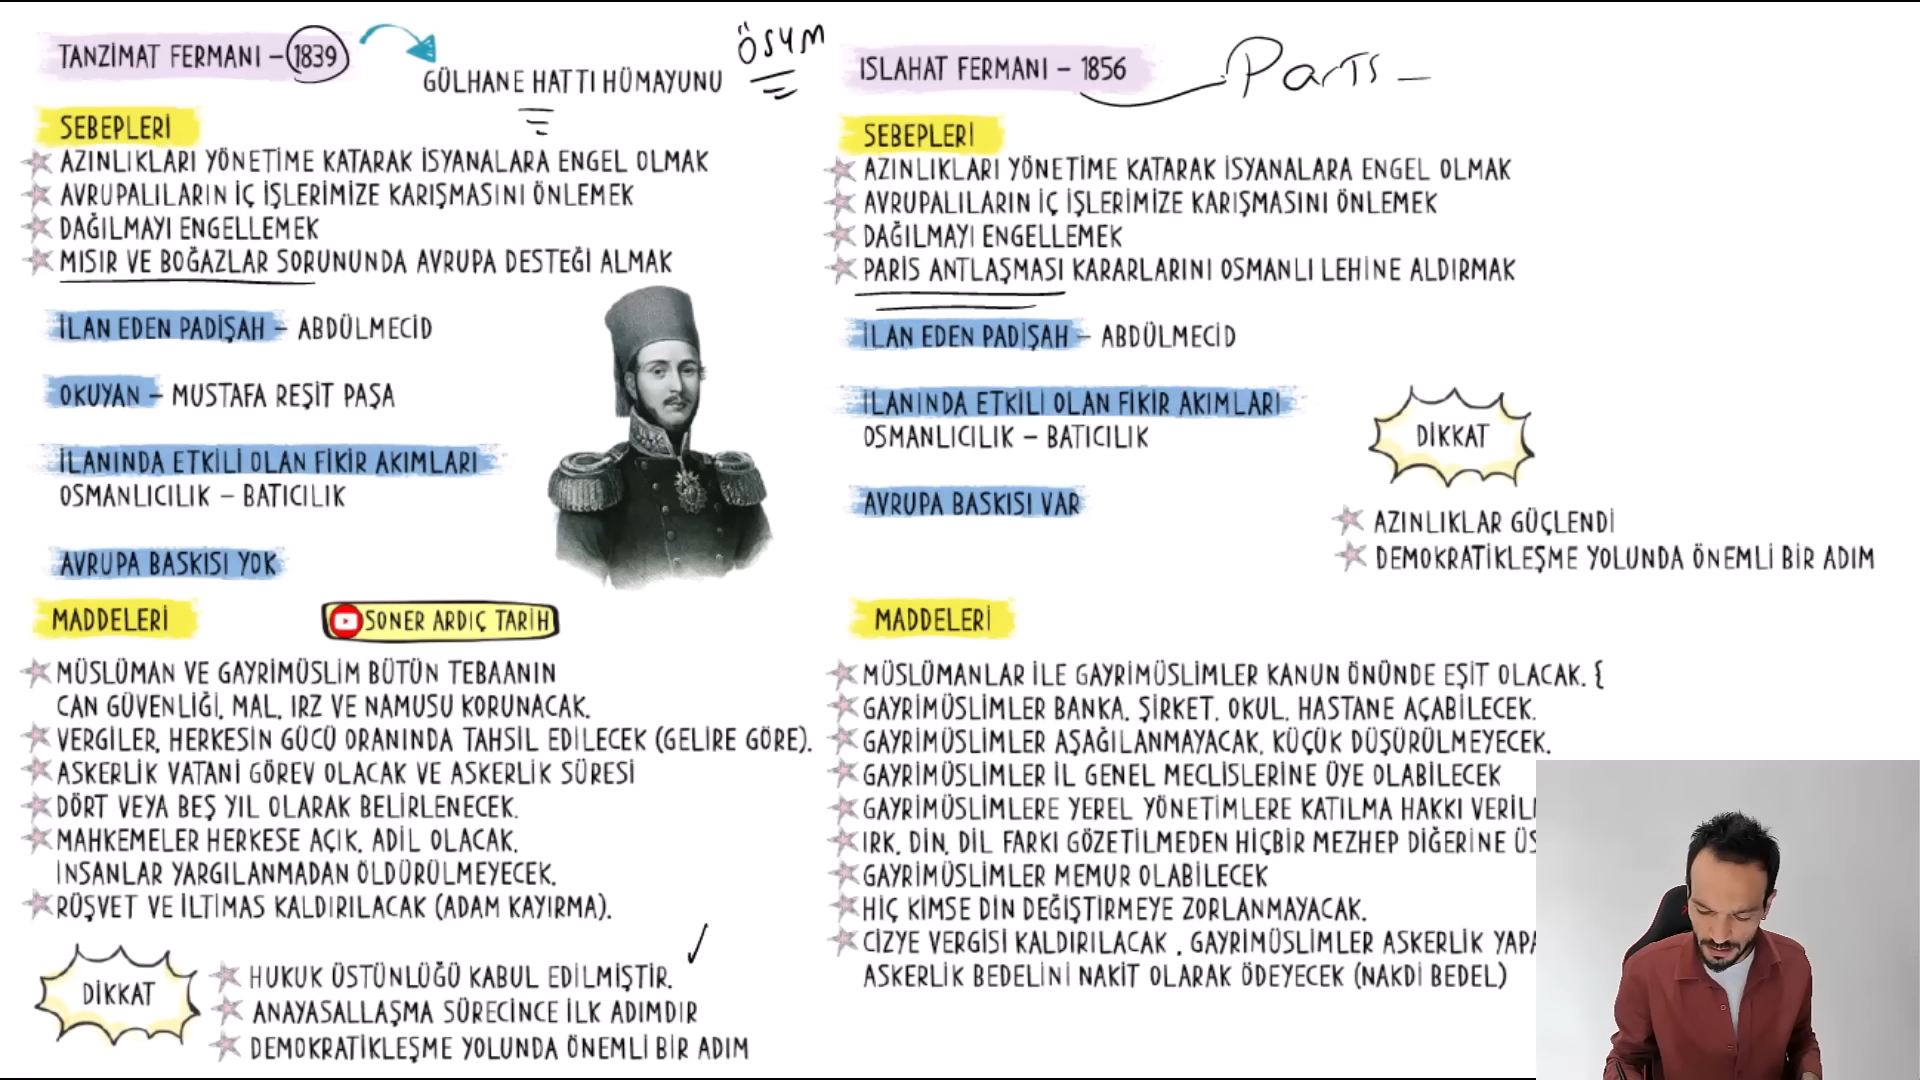 TANZİMAT FERMANI – 1839
GÜLHANE HATTI HÜMAYUNU
ÖSYM
SEBEPLERİ
AZINLIKLARI YÖNETİME KATARAK İSYANALARA ENGEL OLMAK
AVRUPALILARIN İÇ İŞLERİMİZE KARIŞMASINI ÖNLEMEK
DAĞILMAYI ENGELLEMEK
MISIR VE BOĞAZLAR SORUNUNDA AVRUPA DESTEĞİ ALMAK
İLAN EDEN PADİŞAH – ABDÜLMECİD
OKUYAN – MUSTAFA REŞİT PAŞA
İLANINDA ETKİLİ OLAN FİKİR AKIMLARI
OSMANLICILIK – BATICILIK
AVRUPA BASKISI YOK
MADDELERİ
SONER ARDIÇ TARİH
MÜSLÜMAN VE GAYRİMÜSLİM BÜTÜN TEBAANIN
CAN GÜVENLİĞİ, MAL, IRZ VE NAMUSU KORUNACAK.
VERGİLER, HERKESİN GÜCÜ ORANINDA TAHSİL EDİLECEK (GELİRE GÖRE).
ASKERLİK VATANİ GÖREV OLACAK VE ASKERLİK SÜRESİ
DÖRT VEYA BEŞ YIL OLARAK BELİRLENECEK.
MAHKEMELER HERKESE AÇIK, ADİL OLACAK.
İNSANLAR YARGILANMADAN ÖLDÜRÜLMEYECEK.
RÜŞVET VE İLTİMAS KALDIRILACAK (ADAM KAYIRMA).
DİKKAT
HUKUK ÜSTÜNLÜĞÜ KABUL EDİLMİŞTİR.
ANAYASALLAŞMA SÜRECİNCE İLK ADIMDIR
DEMOKRATİKLEŞME YOLUNDA ÖNEMLİ BİR ADIM
ISLAHAT FERMANI – 1856
Paris –
SEBEPLERİ
AZINLIKLARI YÖNETİME KATARAK İSYANALARA ENGEL OLMAK
AVRUPALILARIN İÇ İŞLERİMİZE KARIŞMASINI ÖNLEMEK
DAĞILMAYI ENGELLEMEK
PARİS ANTLAŞMASI KARARLARINI OSMANLI LEHİNE ALDIRMAK
İLAN EDEN PADİŞAH – ABDÜLMECİD
İLANINDA ETKİLİ OLAN FİKİR AKIMLARI
OSMANLICILIK – BATICILIK
AVRUPA BASKISI VAR
DİKKAT
AZINLIKLAR GÜÇLENDİ
DEMOKRATİKLEŞME YOLUNDA ÖNEMLİ BİR ADIM
MADDELERİ
MÜSLÜMANLAR İLE GAYRİMÜSLİMLER KANUN ÖNÜNDE EŞİT OLACAK. {
GAYRİMÜSLİMLER BANKA, ŞİRKET, OKUL, HASTANE AÇABİLECEK.
GAYRİMÜSLİMLER AŞAĞILANMAYACAK, KÜÇÜK DÜŞÜRÜLMEYECEK.
GAYRİMÜSLİMLER İL GENEL MECLİSLERİNE ÜYE OLABİLECEK
GAYRİMÜSLİMLERE YEREL YÖNETİMLERE KATILMA HAKKI
IRK, DİN, DİL FARKI GÖZETİLMEDEN HİÇBİR MEZHEP DİĞERİNE
GAYRİMÜSLİMLER MEMUR OLABİLECEK
HİÇ KİMSE DİN DEĞİŞTİRMEYE ZORLANMAYACAK.
CİZYE VERGİSİ KALDIRILACAK , GAYRİMÜSLİMLER ASKERLİK
ASKERLİK BEDELİNİ NAKİT OLARAK ÖDEYECEK (NAKDİ BEDEL)